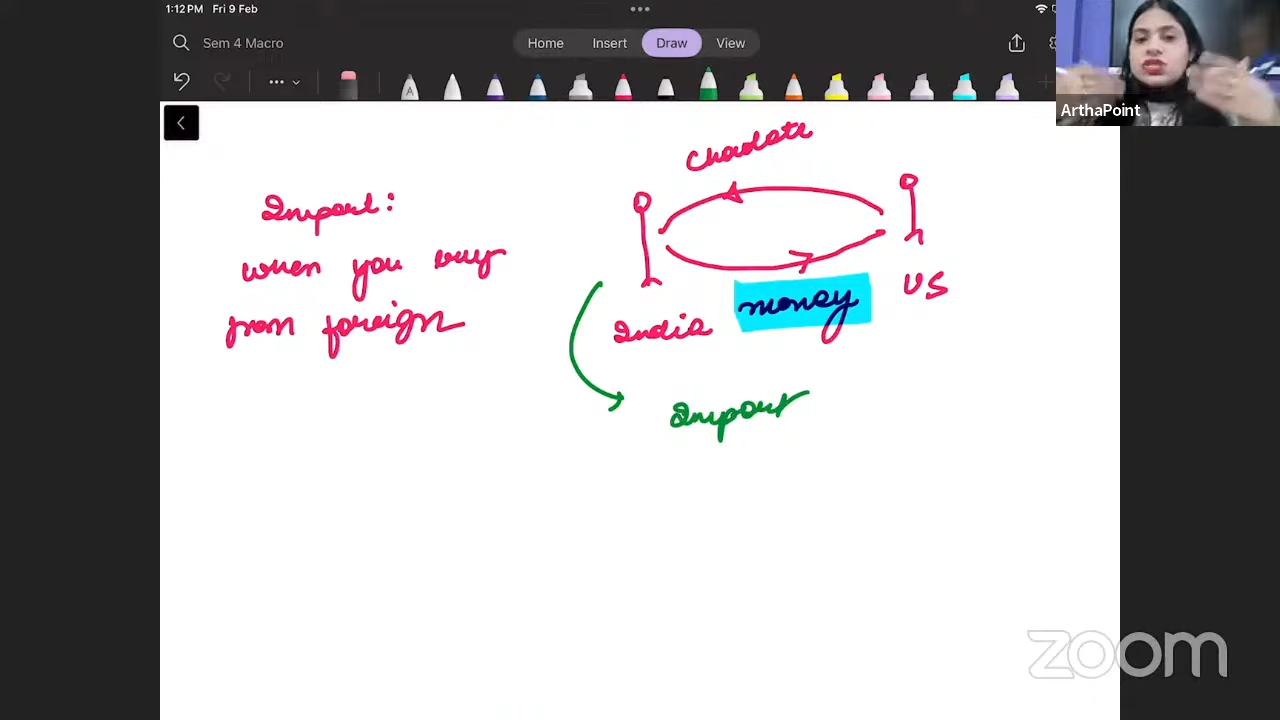 1:12 PM Fri 9 Feb
Sem 4 Macro
Home Insert Draw View
A
ArthaPoint
Chocolate
Import:
when you buy
from foreign
US
money
India
Import
zoom